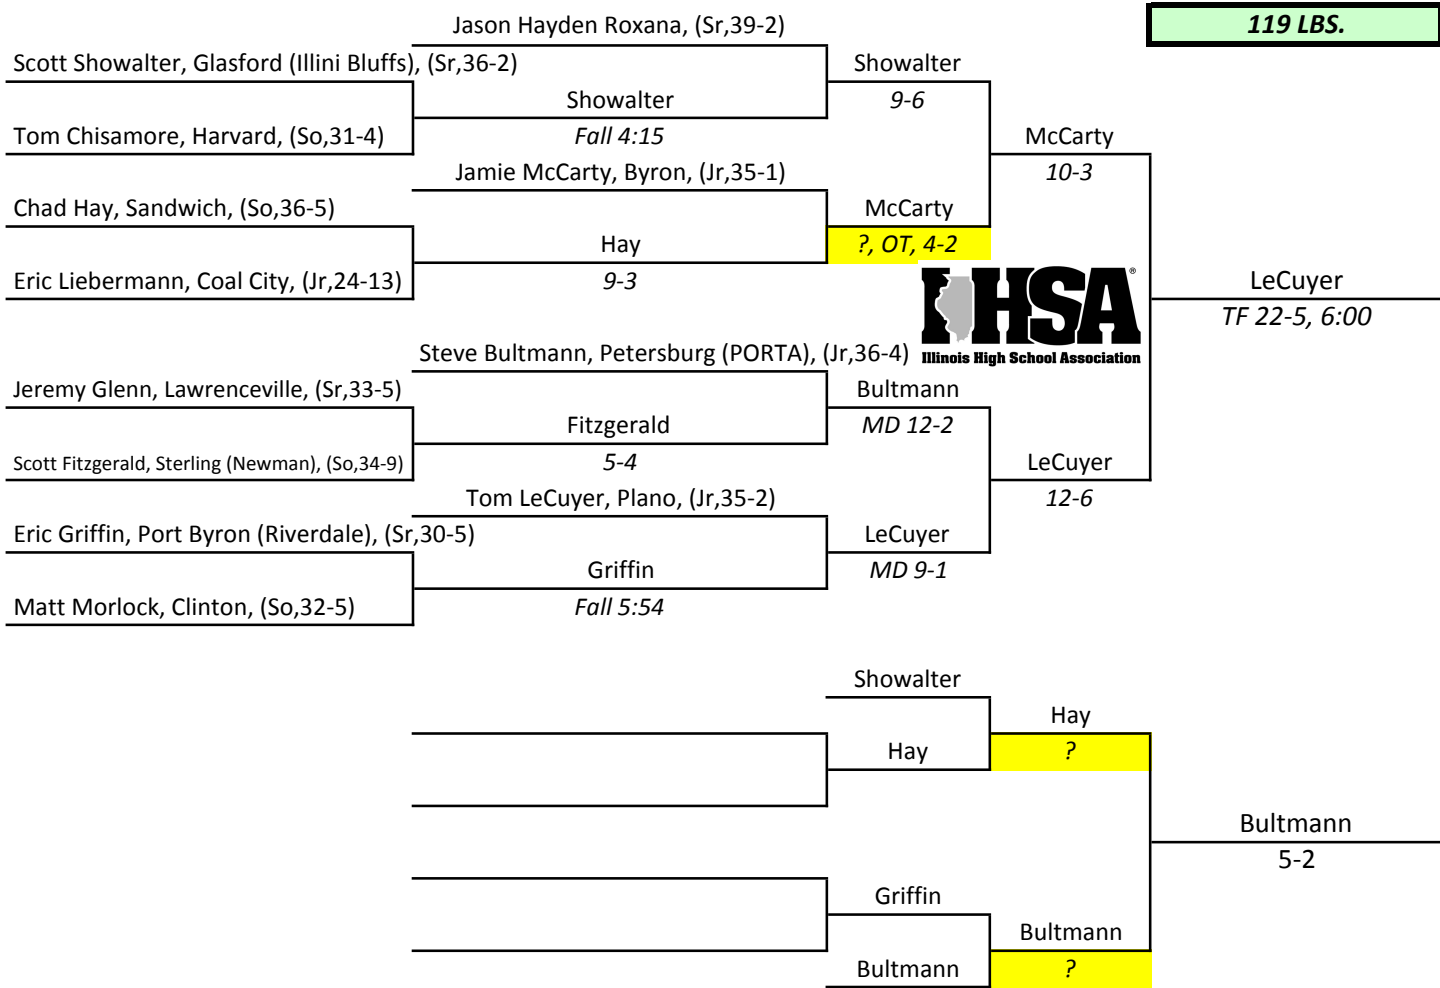 Jason Hayden Roxana, (Sr,39-2)
119 LBS.
Scott Showalter, Glasford (Illini Bluffs), (Sr,36-2)
Showalter
Showalter
9-6
Tom Chisamore, Harvard, (So,31-4)
Fall 4:15
McCarty
Jamie McCarty, Byron, (Jr,35-1)
10-3
Chad Hay, Sandwich, (So,36-5)
McCarty
Hay
?, OT, 4-2
Eric Liebermann, Coal City, (Jr,24-13)
9-3
IHSA®
Illinois High School Association
LeCuyer
TF 22-5, 6:00
Steve Bultmann, Petersburg (PORTA), (Jr,36-4)
Jeremy Glenn, Lawrenceville, (Sr,33-5)
Bultmann
Fitzgerald
MD 12-2
Scott Fitzgerald, Sterling (Newman), (So,34-9)
5-4
LeCuyer
Tom LeCuyer, Plano, (Jr,35-2)
12-6
Eric Griffin, Port Byron (Riverdale), (Sr,30-5)
LeCuyer
Griffin
MD 9-1
Matt Morlock, Clinton, (So,32-5)
Fall 5:54
Showalter
Hay
Hay
?
Bultmann
5-2
Griffin
Bultmann
Bultmann
?